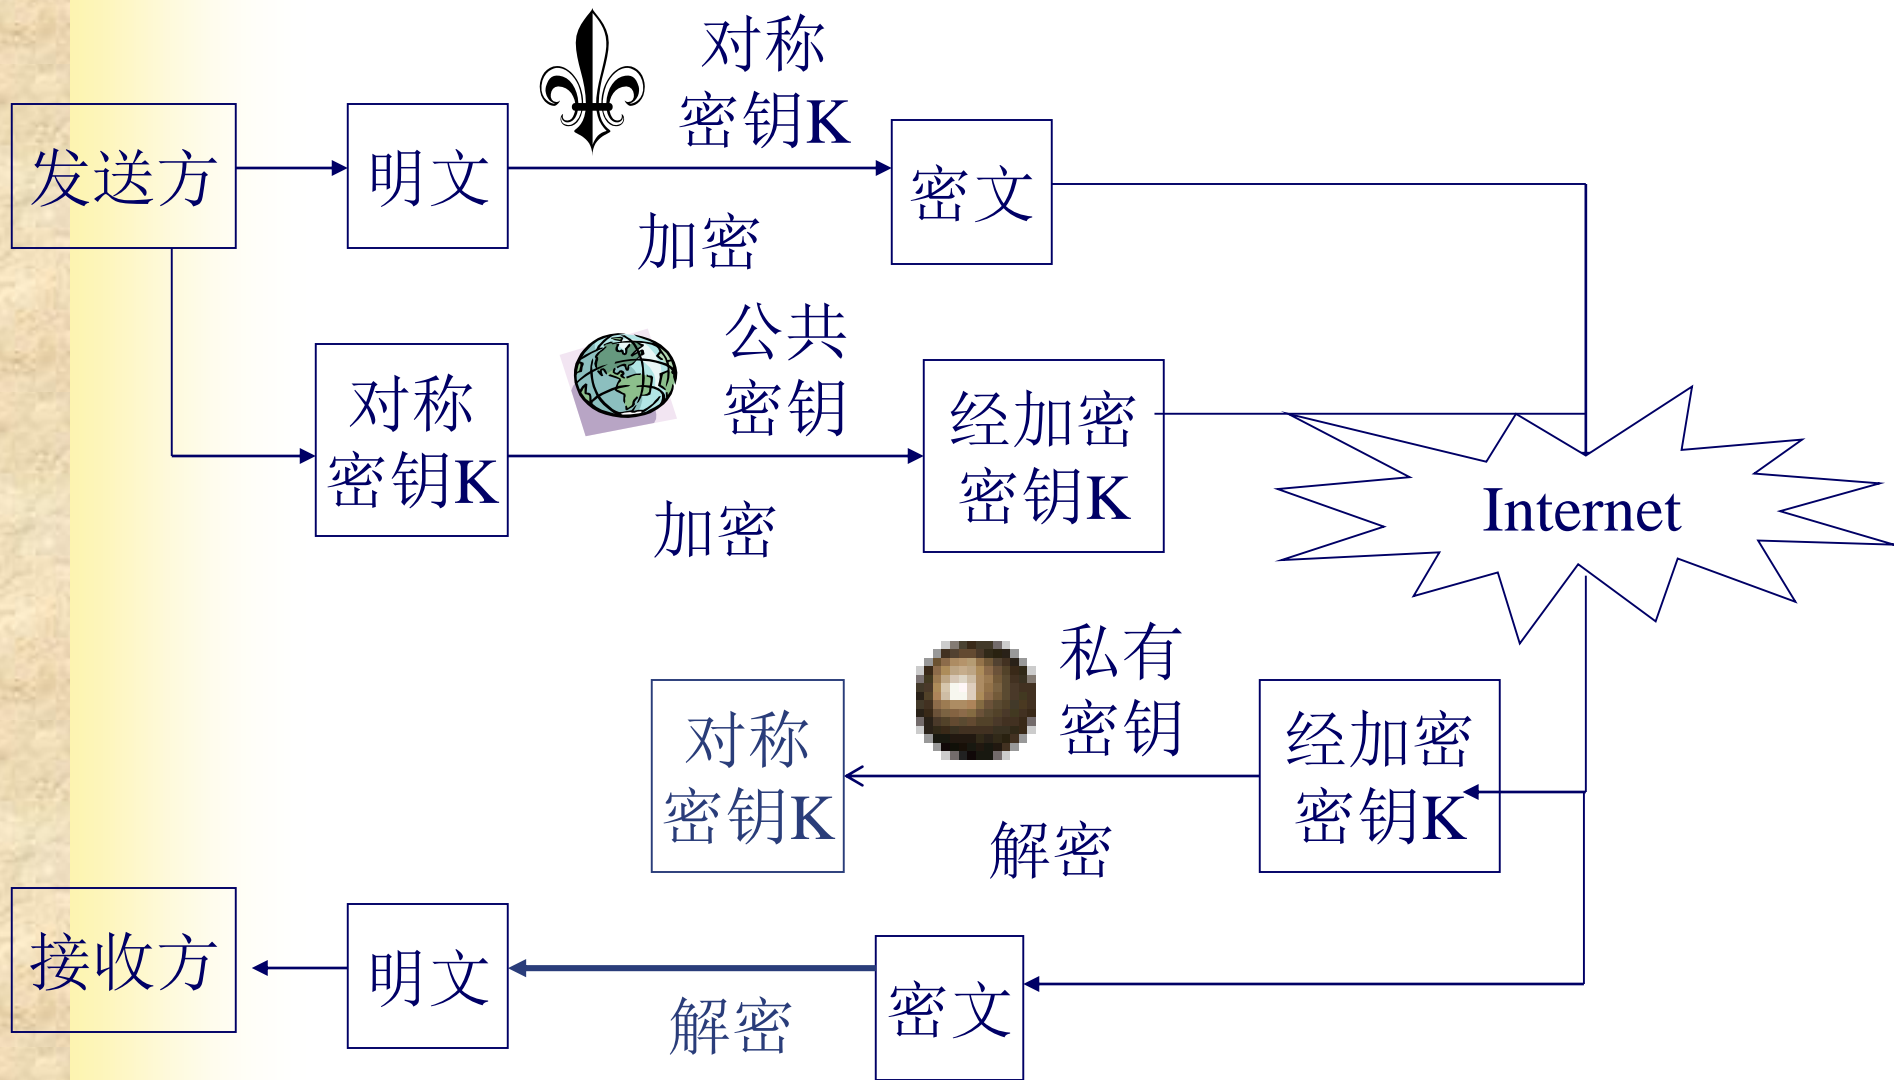 对称
密钥K
发送方
明文
密文
加密
公共
密钥
对称
密钥K
经加密
密钥K
加密
Internet
私有
密钥
对称
密钥K
经加密
密钥K
解密
接收方
明文
密文
解密